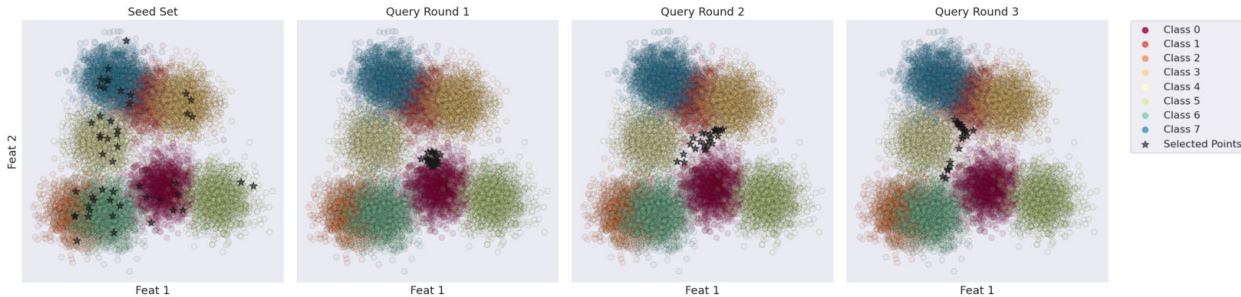 Seed Set
Query Round 1
Query Round 2
Query Round 3
Feat 2
Feat 1
Feat 1
Feat 1
Feat 1
Class 0
Class 1
Class 2
Class 3
Class 4
Class 5
Class 6
Class 7
Selected Points